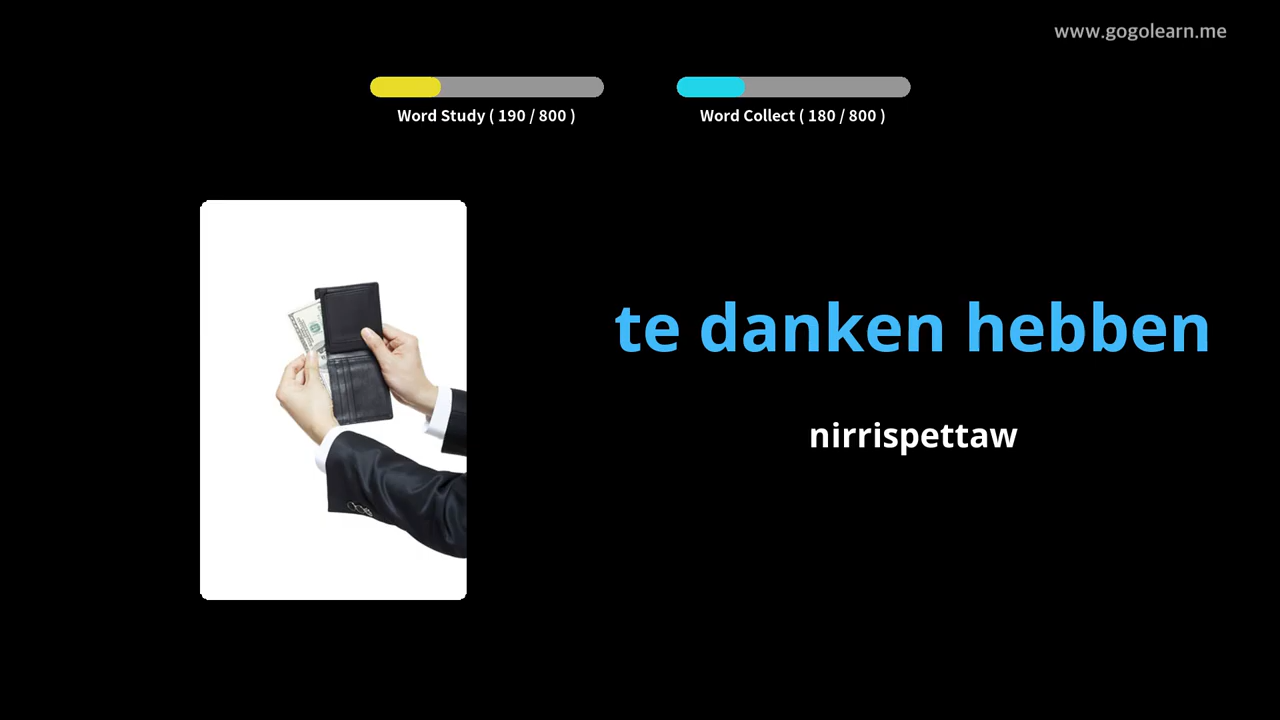 www.gogolearn.me
Word Study ( 190 / 800 )
Word Collect ( 180 / 800 )
te danken hebben
nirrispettaw